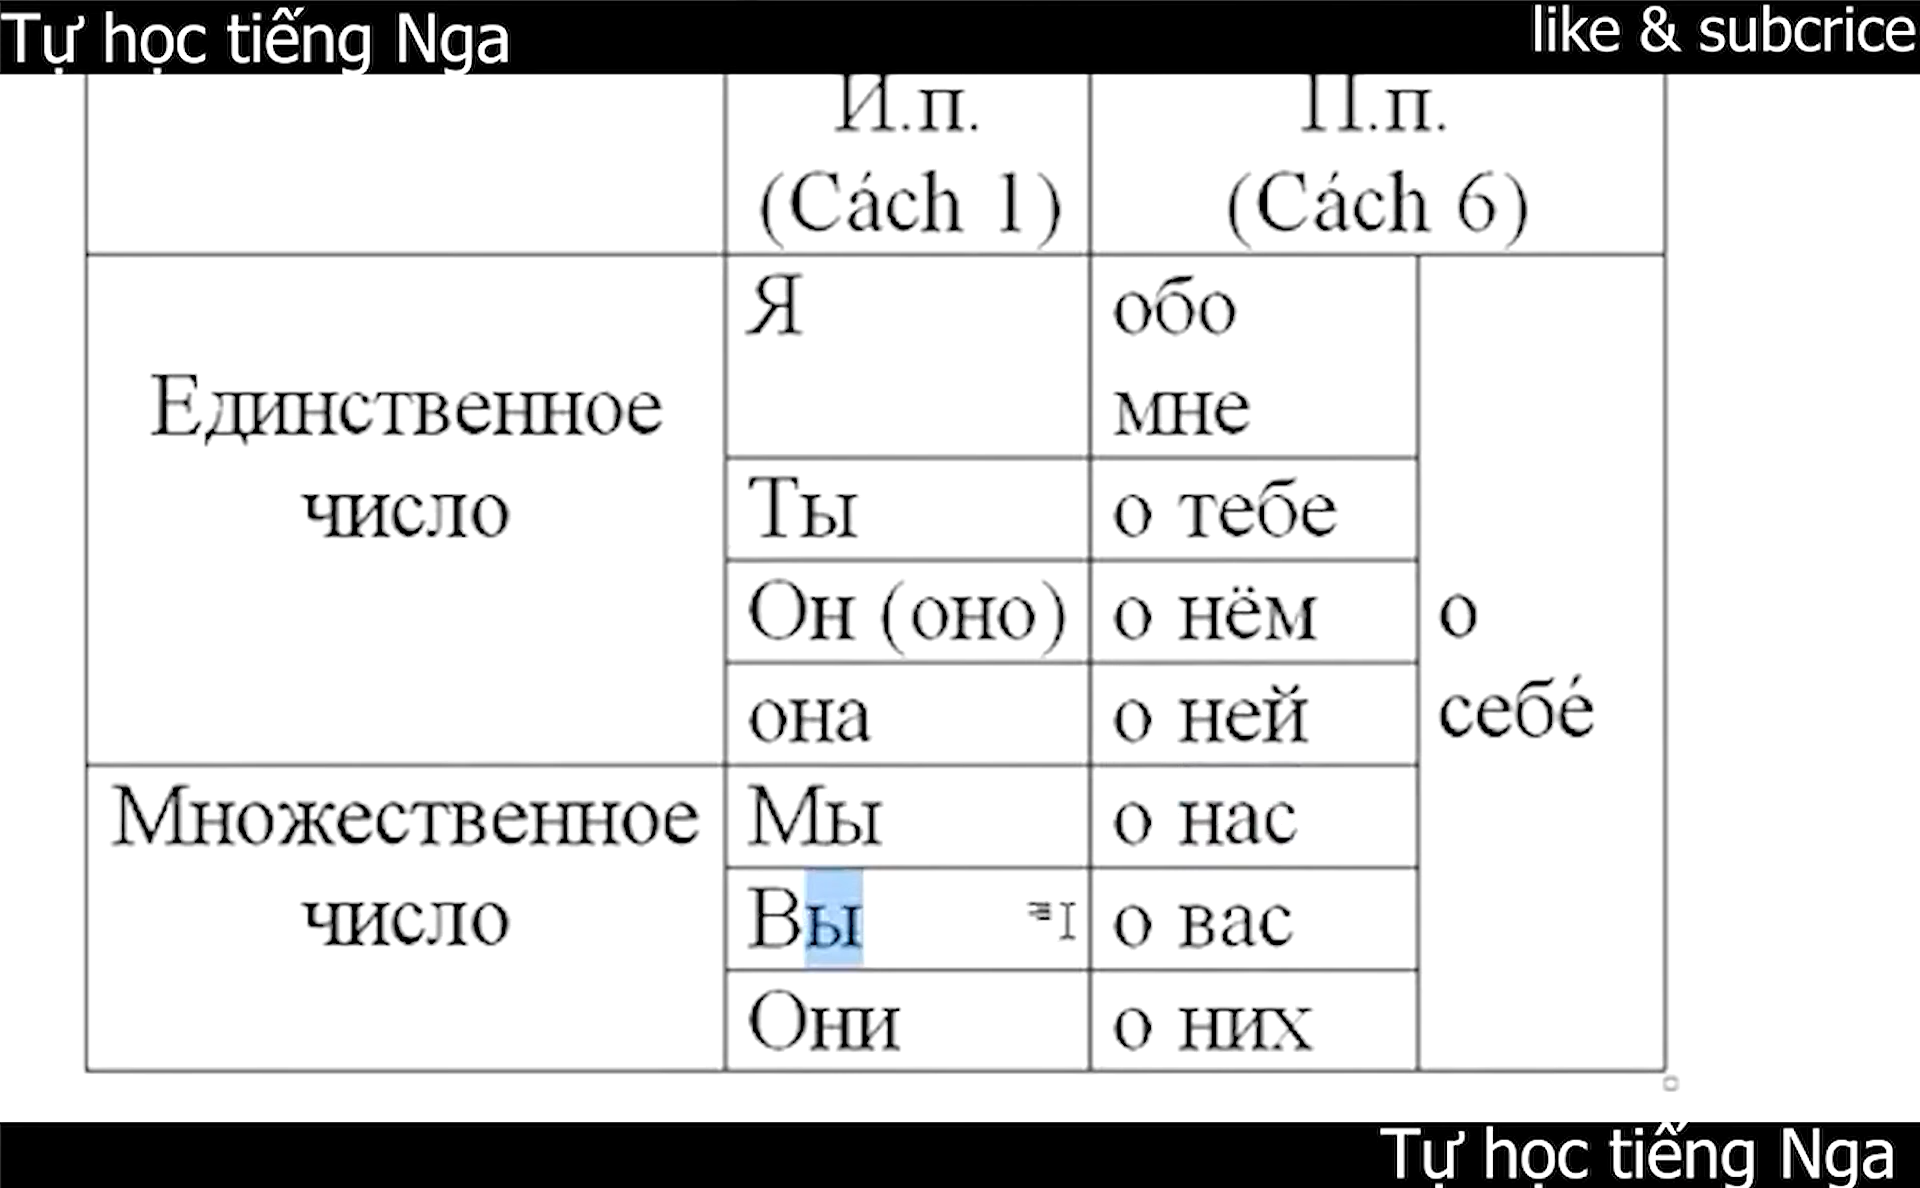 Tự học tiếng Nga
like & subcrice
И.п.
(Cách 1)
П.п.
(Cách 6)
Единственное
число
Я
обо
мне
Ты
о тебе
Он (оно)
о нём
она
о ней
о
себé
Множественное
число
Мы
о нас
Вы
о вас
Они
о них
Tự học tiếng Nga